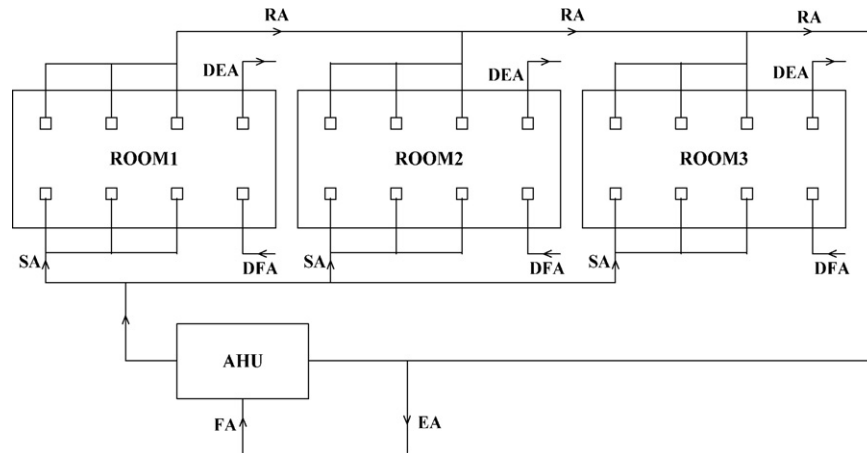 RA RA RA
DEA DEA DEA
ROOM1 ROOM2 ROOM3
SA DFA SA DFA SA DFA
AHU
FA EA